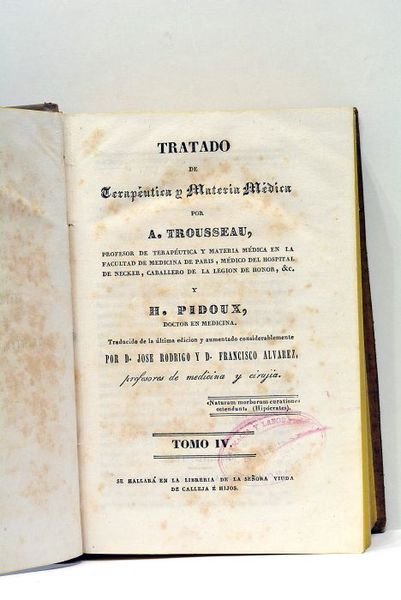 TRATADO
DE
Terapéutica y Materia Médica
POR
A. TROUSSEAU,
PROFESOR DE TERAPÉUTICA Y MATERIA MÉDICA EN LA
FACULTAD DE MEDICINA DE PARIS, MÉDICO DEL HOSPITAL
DE NECKER, CABALLERO DE LA LEGION DE HONOR, &c.
Y
H. PIDOUX,
DOCTOR EN MEDICINA.
Traducido de la última edicion y aumentado considerablemente
POR D. JOSE RODRIGO Y D. FRANCISCO ALVAREZ,
profesores de medicina y cirujia.
«Naturam morborum curationes
ostendunt» (Hipócrates).
Y LABOR
TOMO IV.
SE HALLARÁ EN LA LIBRERIA DE LA SEÑORA VIUDA
DE CALLEJA É HIJOS.